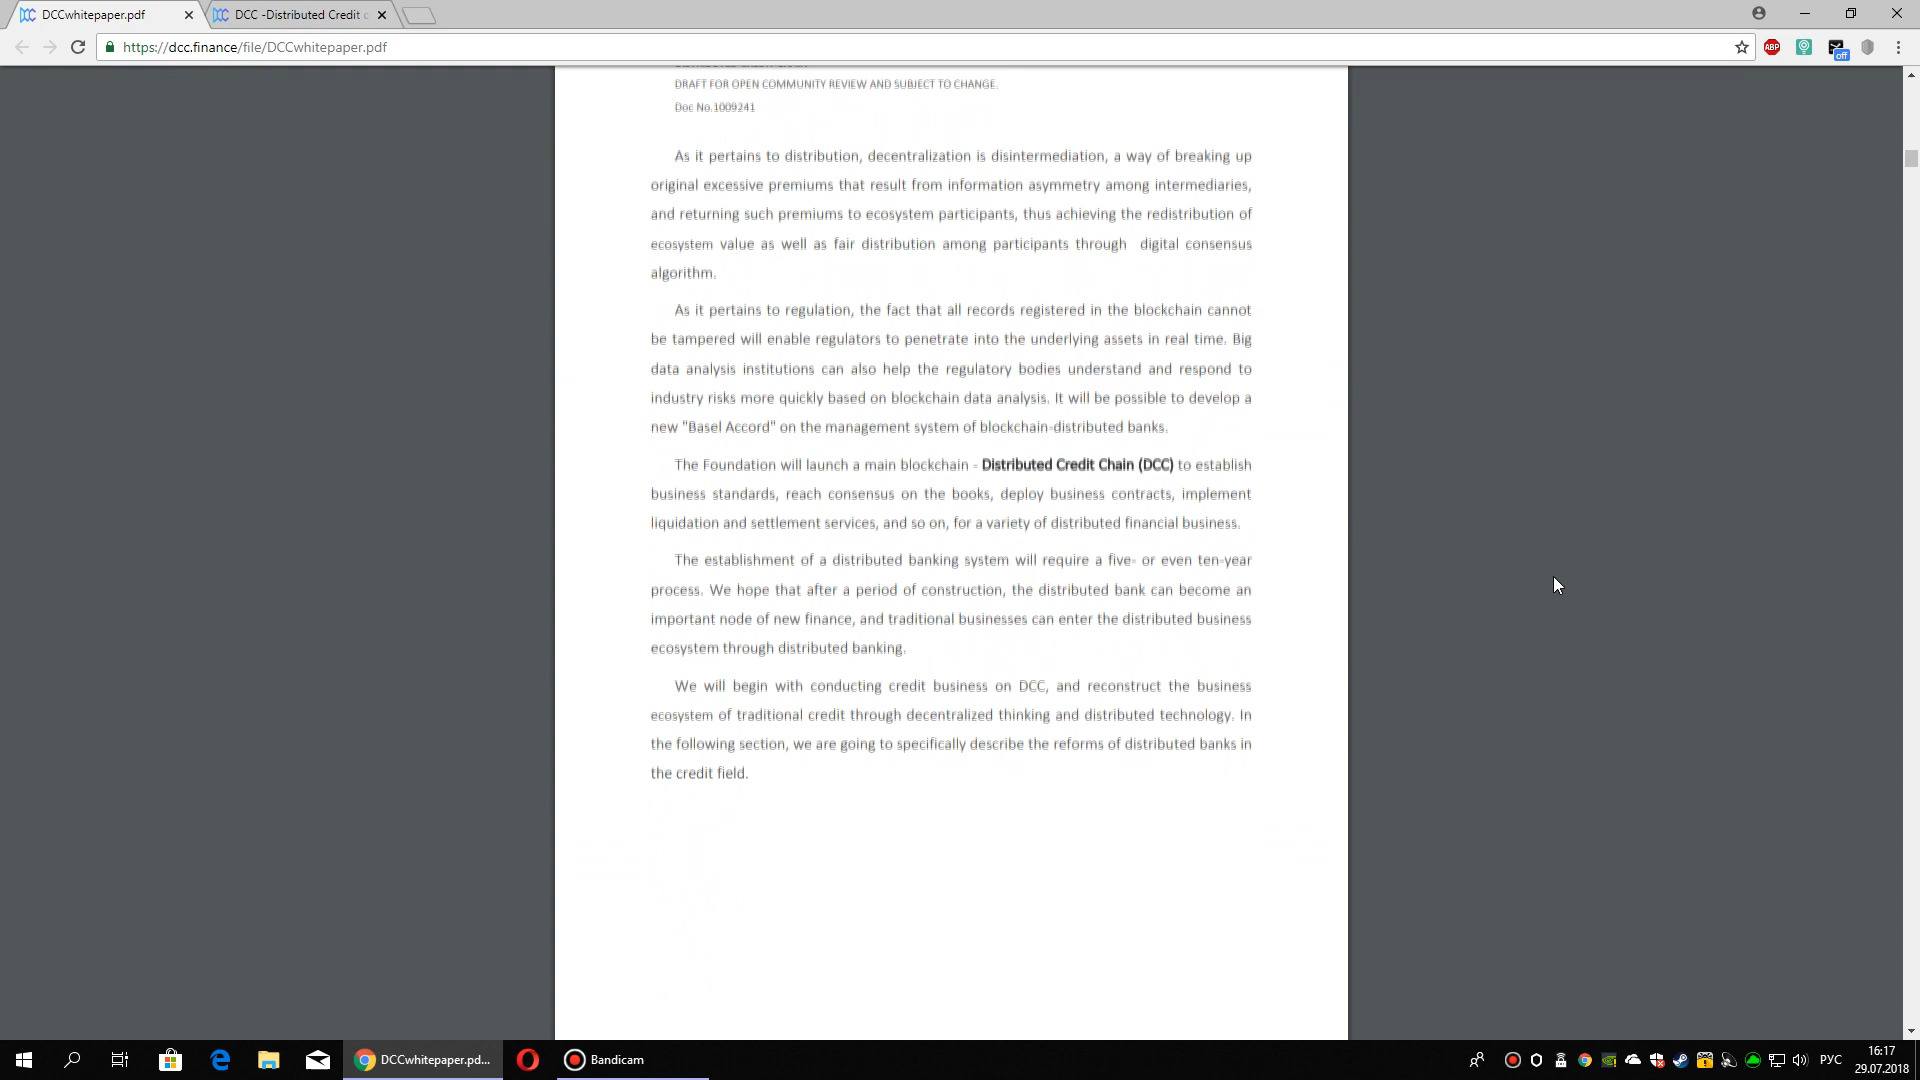 DCCwhitepaper.pdf
DCC -Distributed Credit c
https://dcc.finance/file/DCCwhitepaper.pdf
ABP
off
DRAFT FOR OPEN COMMUNITY REVIEW AND SUBJECT TO CHANGE.
Doc No.1009241
As it pertains to distribution, decentralization is disintermediation, a way of breaking up
original excessive premiums that result from information asymmetry among intermediaries,
and returning such premiums to ecosystem participants, thus achieving the redistribution of
ecosystem value as well as fair distribution among participants through digital consensus
algorithm.
As it pertains to regulation, the fact that all records registered in the blockchain cannot
be tampered will enable regulators to penetrate into the underlying assets in real time. Big
data analysis institutions can also help the regulatory bodies understand and respond to
industry risks more quickly based on blockchain data analysis. It will be possible to develop a
new "Basel Accord" on the management system of blockchain-distributed banks.
The Foundation will launch a main blockchain - Distributed Credit Chain (DCC) to establish
business standards, reach consensus on the books, deploy business contracts, implement
liquidation and settlement services, and so on, for a variety of distributed financial business.
The establishment of a distributed banking system will require a five- or even ten-year
process. We hope that after a period of construction, the distributed bank can become an
important node of new finance, and traditional businesses can enter the distributed business
ecosystem through distributed banking.
We will begin with conducting credit business on DCC, and reconstruct the business
ecosystem of traditional credit through decentralized thinking and distributed technology. In
the following section, we are going to specifically describe the reforms of distributed banks in
the credit field.
DCCwhitepaper.pd...
Bandicam
РУС
16:17
29.07.2018